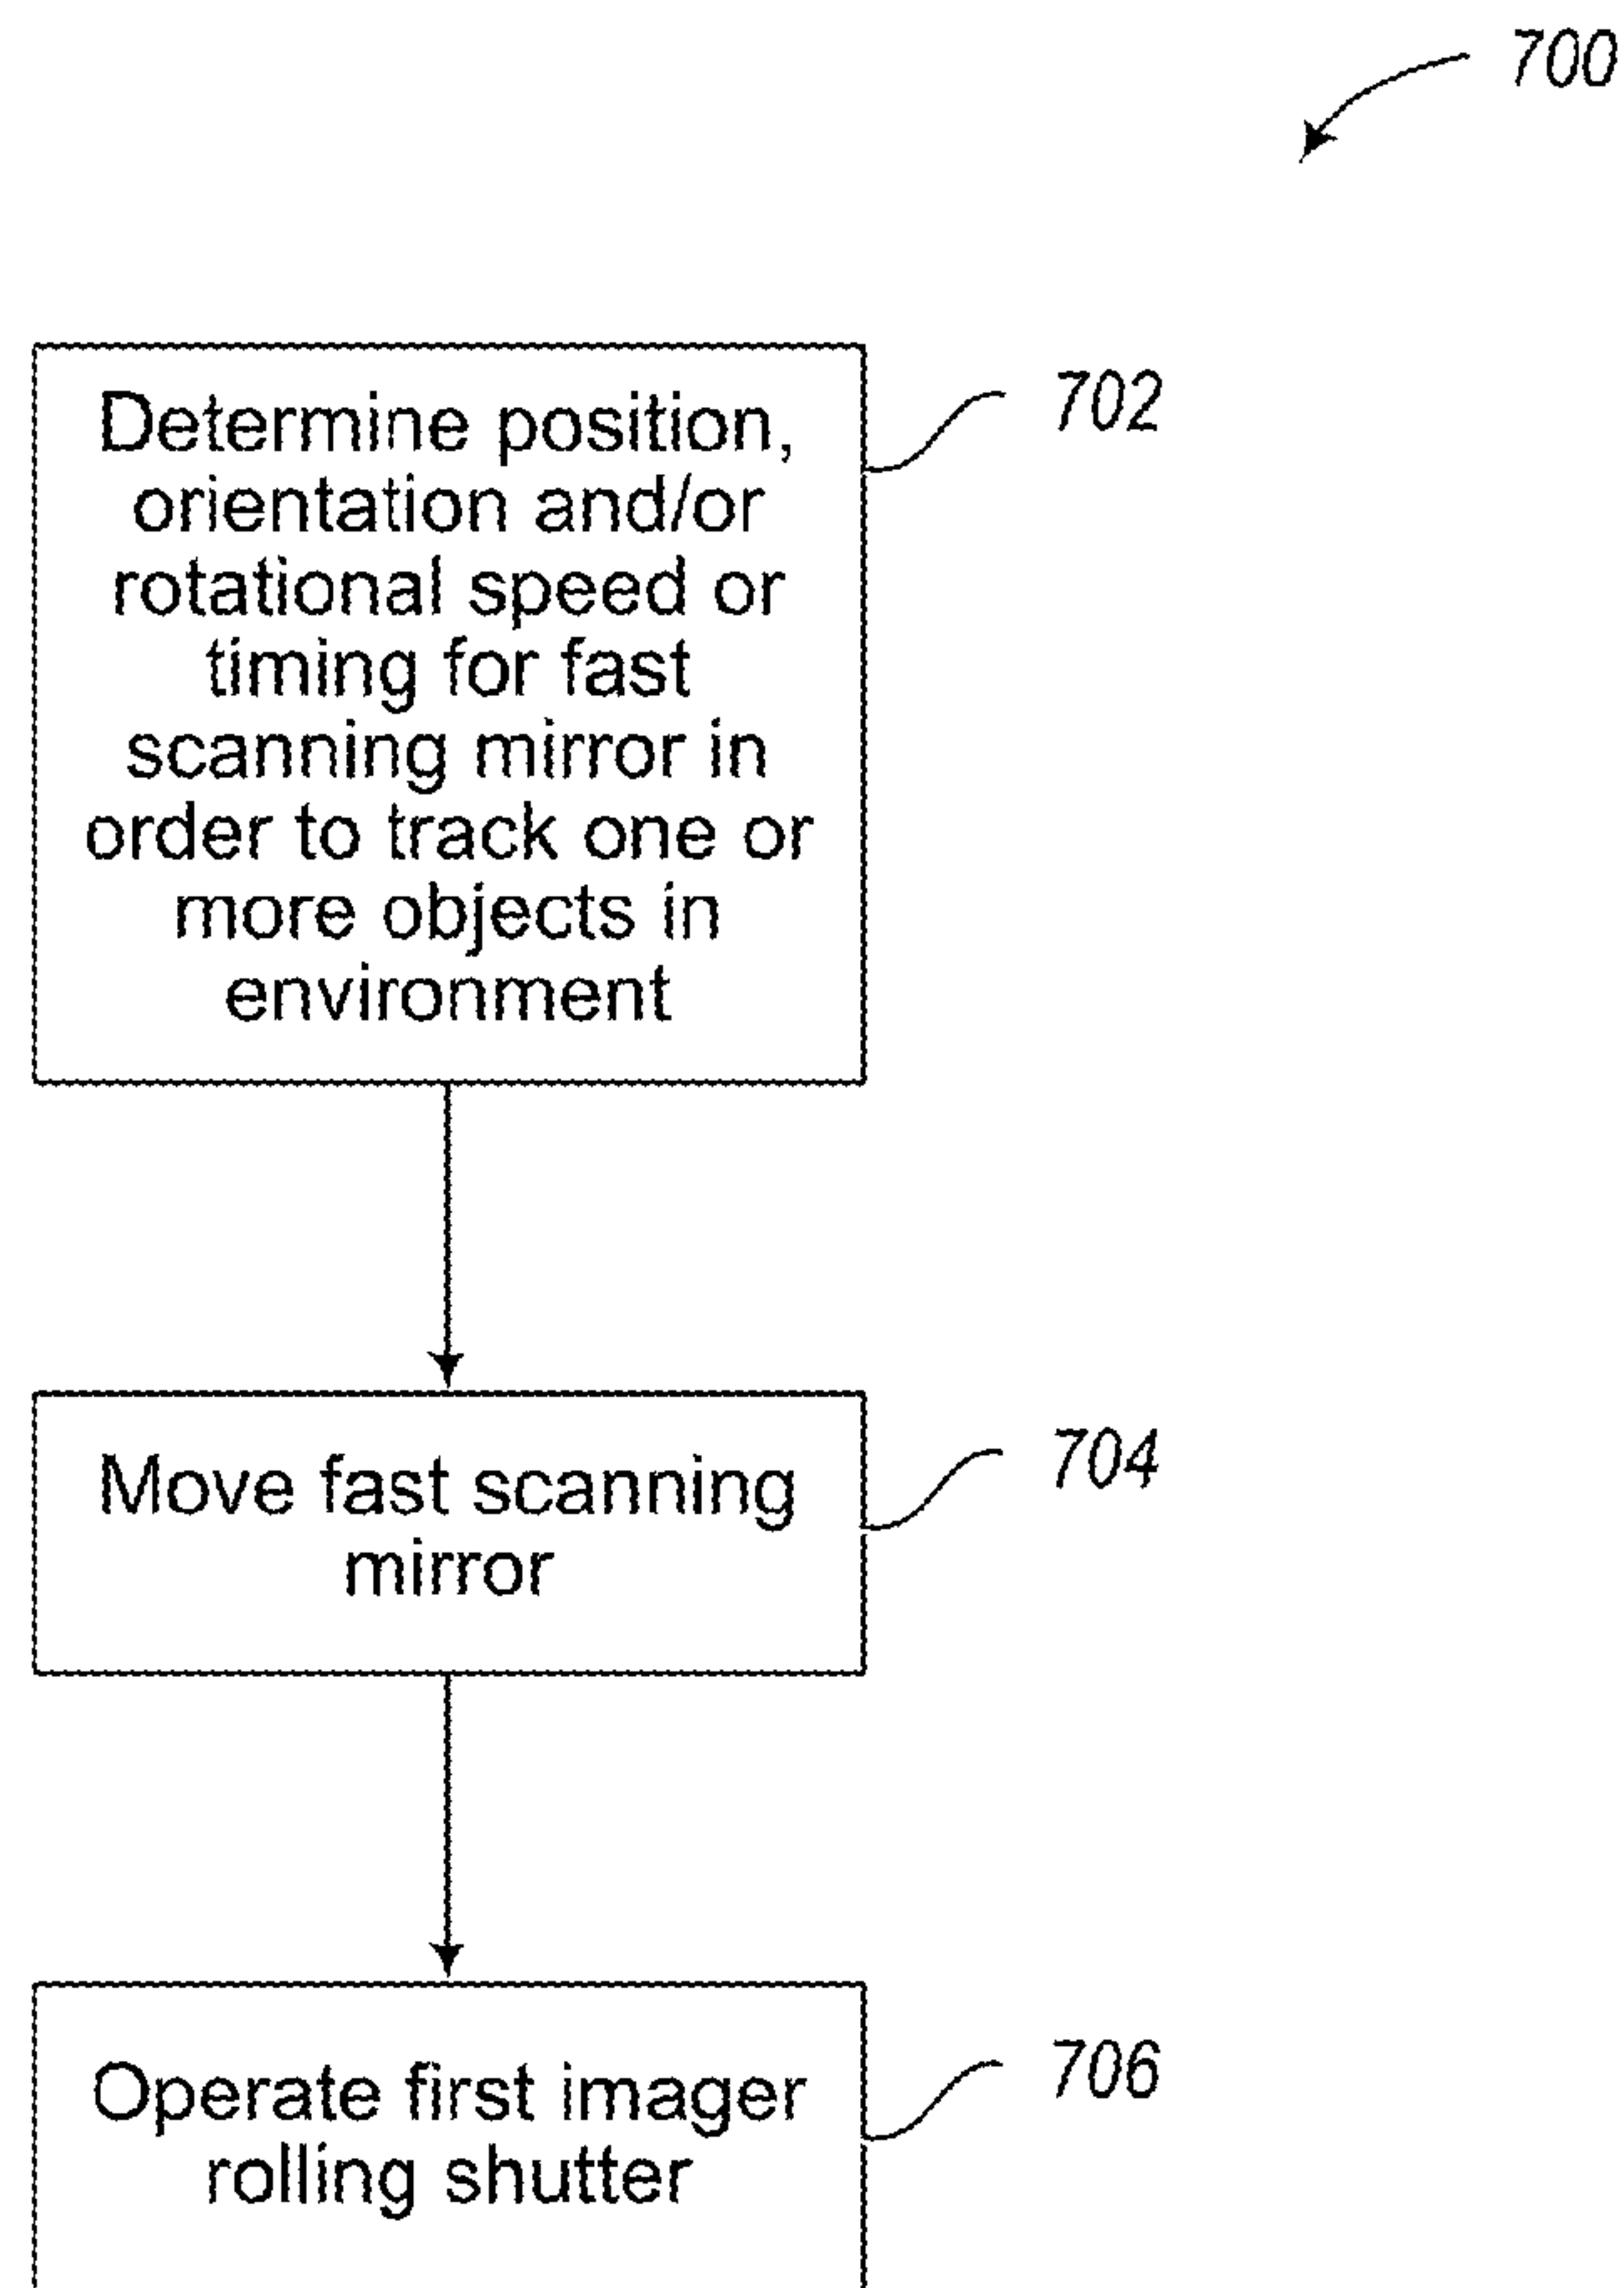 700
Determine position,
orientation and/or
rotational speed or
timing for fast
scanning mirror in
order to track one or
more objects in
environment
702
Move fast scanning
mirror
704
Operate first imager
rolling shutter
706